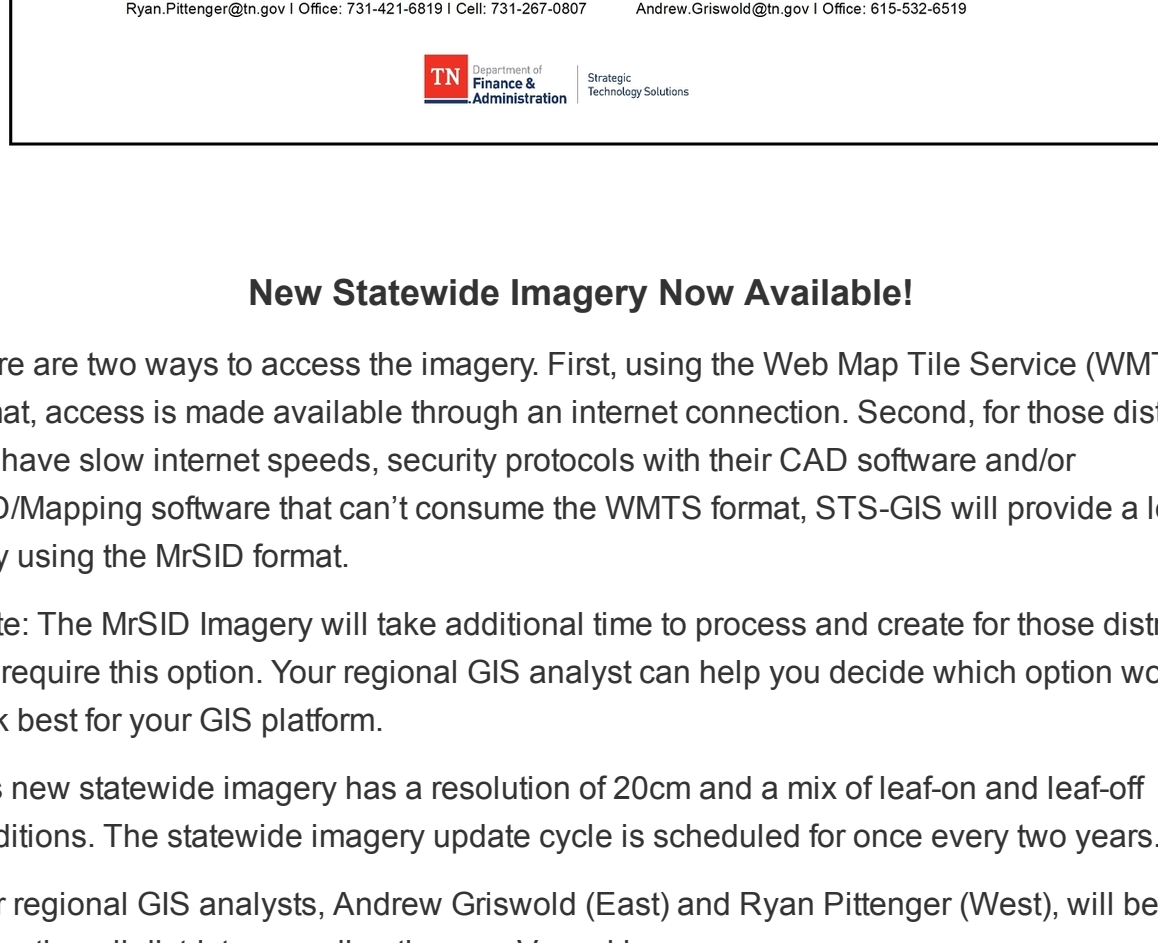 Ryan.Pittenger@tn.gov I Office: 731-421-6819 I Cell: 731-267-0807 Andrew.Griswold@tn.gov I Office: 615-532-6519
TN
Department of
Finance &
Administration
Strategic
Technology Solutions
New Statewide Imagery Now Available!
re are two ways to access the imagery. First, using the Web Map Tile Service (WMT
at, access is made available through an internet connection. Second, for those dist
have slow internet speeds, security protocols with their CAD software and/or
D/Mapping software that can’t consume the WMTS format, STS-GIS will provide a l
y using the MrSID format.
te: The MrSID Imagery will take additional time to process and create for those distr
require this option. Your regional GIS analyst can help you decide which option wo
k best for your GIS platform.
s new statewide imagery has a resolution of 20cm and a mix of leaf-on and leaf-off
ditions. The statewide imagery update cycle is scheduled for once every two years.
r regional GIS analysts, Andrew Griswold (East) and Ryan Pittenger (West), will be